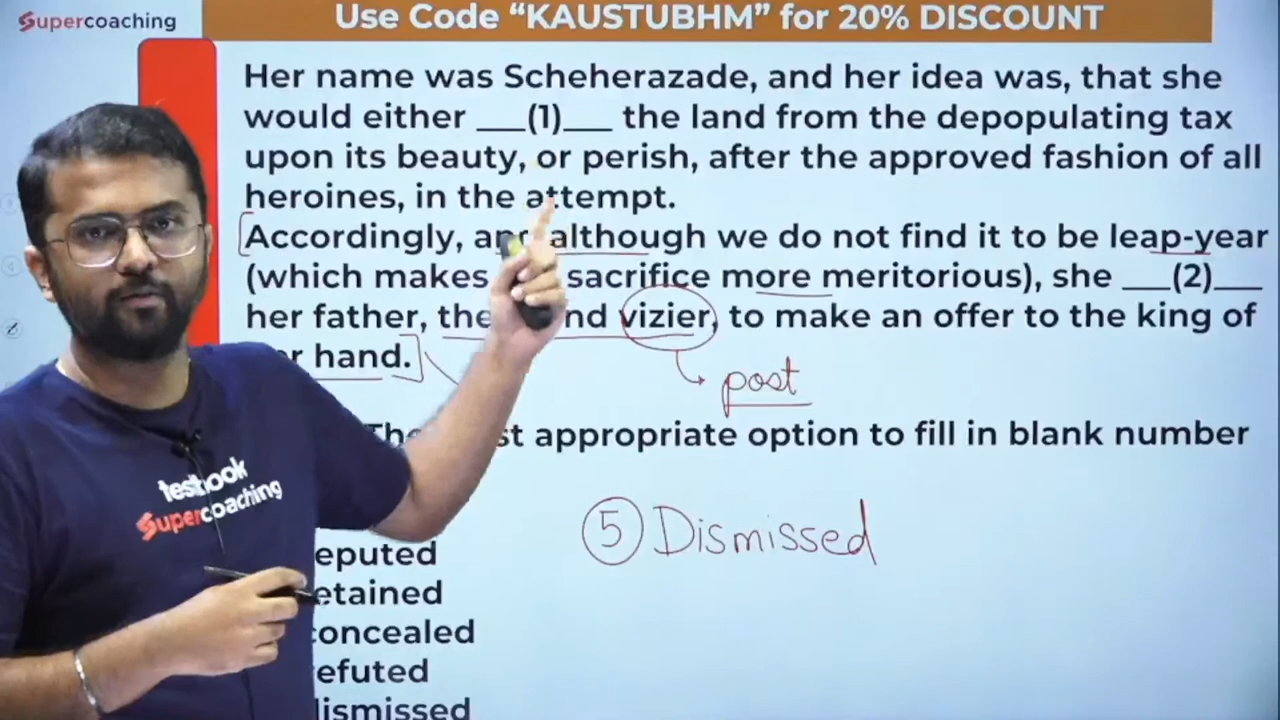 Supercoaching
Use Code “KAUSTUBHM” for 20% DISCOUNT
Her name was Scheherazade, and her idea was, that she
would either ___(1)___ the land from the depopulating tax
upon its beauty, or perish, after the approved fashion of all
heroines, in the attempt.
Accordingly, and although we do not find it to be leap-year
(which makes sacrifice more meritorious), she ___(2)___
her father, the vizier, to make an offer to the king of
hand.
post
appropriate option to fill in blank number
5 Dismissed
testbook
Supercoaching
eputed
etained
concealed
efuted
dismissed